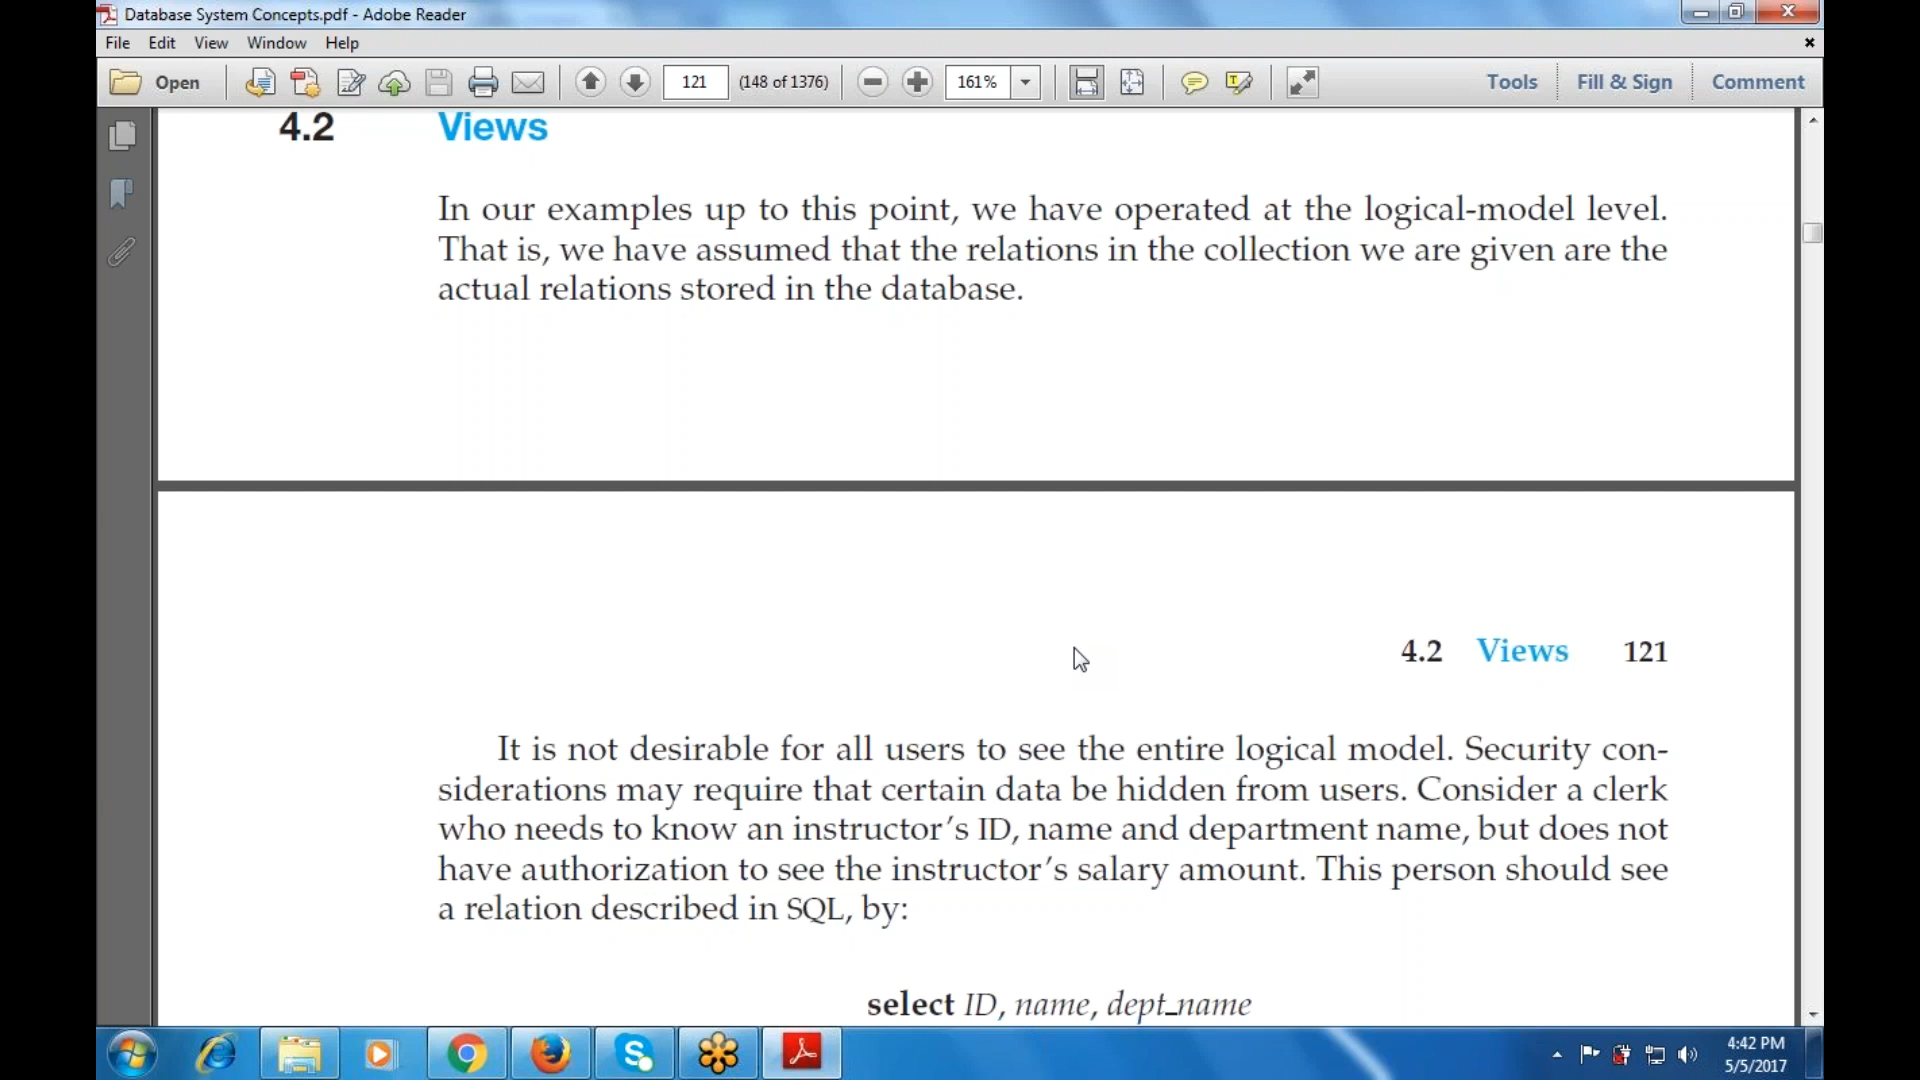 Database System Concepts.pdf - Adobe Reader
File Edit View Window Help
Open 121 (148 of 1376) 161% Tools Fill & Sign Comment
4.2 Views
In our examples up to this point, we have operated at the logical-model level.
That is, we have assumed that the relations in the collection we are given are the
actual relations stored in the database.
4.2 Views 121
It is not desirable for all users to see the entire logical model. Security con-
siderations may require that certain data be hidden from users. Consider a clerk
who needs to know an instructor's ID, name and department name, but does not
have authorization to see the instructor's salary amount. This person should see
a relation described in SQL, by:
select ID, name, dept_name
4:42 PM
5/5/2017